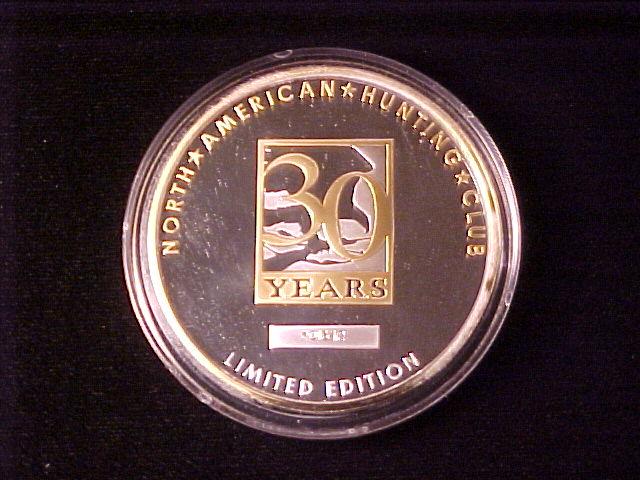 NORTH★AMERICAN★HUNTING★CLUB
30
YEARS
LIMITED EDITION